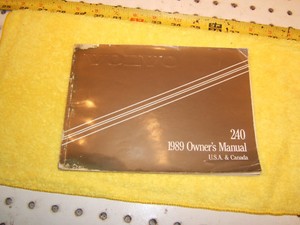 VOLVO
240
1989 Owner's Manual
U.S.A. & Canada